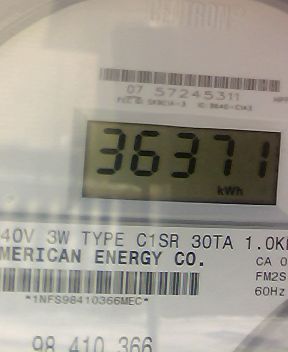 07 57245311
36371
kWh
40V 3W TYPE C1SR 30TA 1.0K
MERICAN ENERGY CO.
CA 0
FM2S
60Hz
*1NFS98410366MEC*
98 410 366